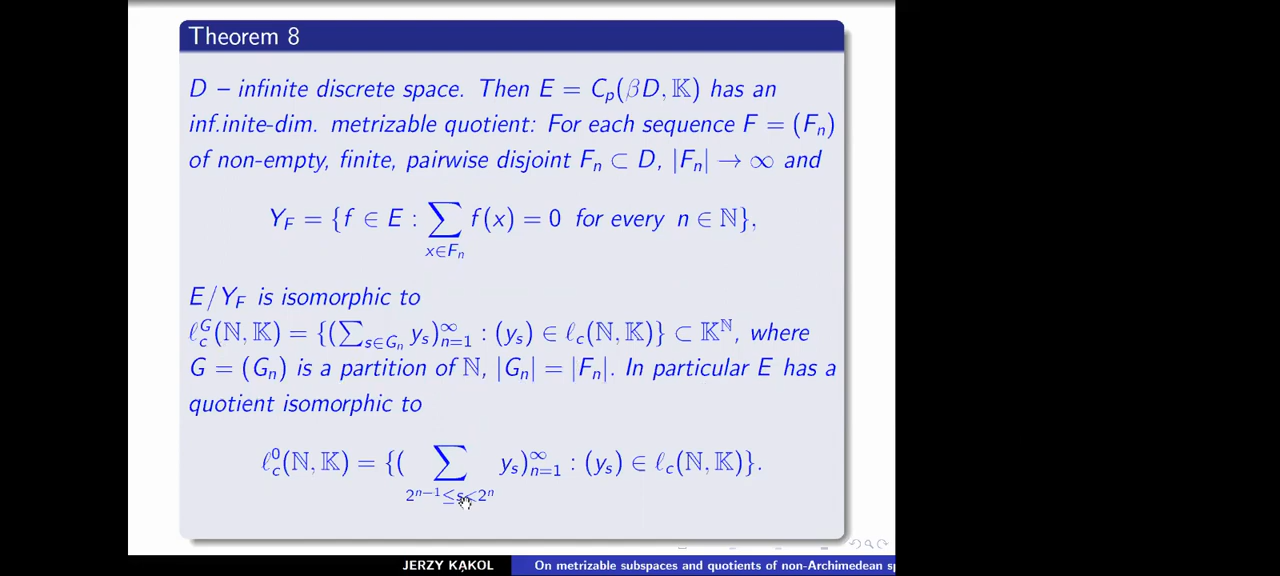 Theorem 8
D – infinite discrete space. Then E = C_p(βD, 𝕂) has an
inf.inite-dim. metrizable quotient: For each sequence F = (F_n)
of non-empty, finite, pairwise disjoint F_n ⊂ D, |F_n| → ∞ and
Y_F = {f ∈ E : ∑_{x∈F_n} f(x) = 0 for every n ∈ ℕ},
E/Y_F is isomorphic to
ℓ_c^G(ℕ, 𝕂) = {(∑_{s∈G_n} y_s)_{n=1}^∞ : (y_s) ∈ ℓ_c(ℕ, 𝕂)} ⊂ 𝕂^ℕ, where
G = (G_n) is a partition of ℕ, |G_n| = |F_n|. In particular E has a
quotient isomorphic to
ℓ_c^0(ℕ, 𝕂) = {(∑_{2^{n−1}≤s<2^n} y_s)_{n=1}^∞ : (y_s) ∈ ℓ_c(ℕ, 𝕂)}.
JERZY KĄKOL On metrizable subspaces and quotients of non-Archimedean sp